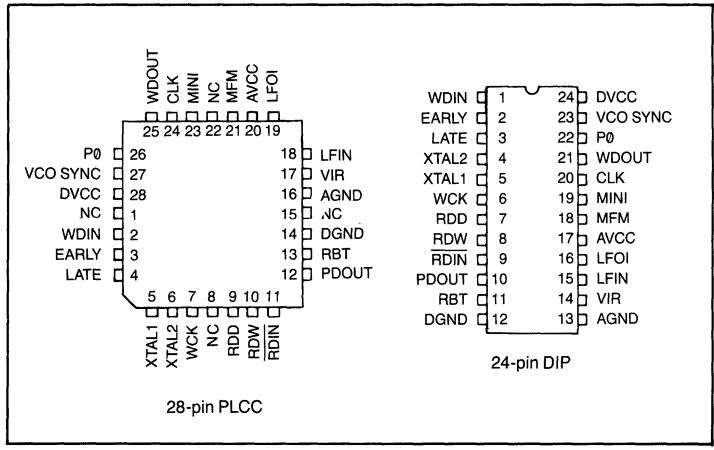 WDOUT CLK MINI NC MFM AVCC LFOI
25 24 23 22 21 20 19
P0 26
VCO SYNC 27
DVCC 28
NC 1
WDIN 2
EARLY 3
LATE 4
18 LFIN
17 VIR
16 AGND
15 NC
14 DGND
13 RBT
12 PDOUT
5 6 7 8 9 10 11
XTAL1 XTAL2 WCK NC RDD RDW RDIN
28-pin PLCC
WDIN 1 24 DVCC
EARLY 2 23 VCO SYNC
LATE 3 22 P0
XTAL2 4 21 WDOUT
XTAL1 5 20 CLK
WCK 6 19 MINI
RDD 7 18 MFM
RDW 8 17 AVCC
RDIN 9 16 LFOI
PDOUT 10 15 LFIN
RBT 11 14 VIR
DGND 12 13 AGND
24-pin DIP